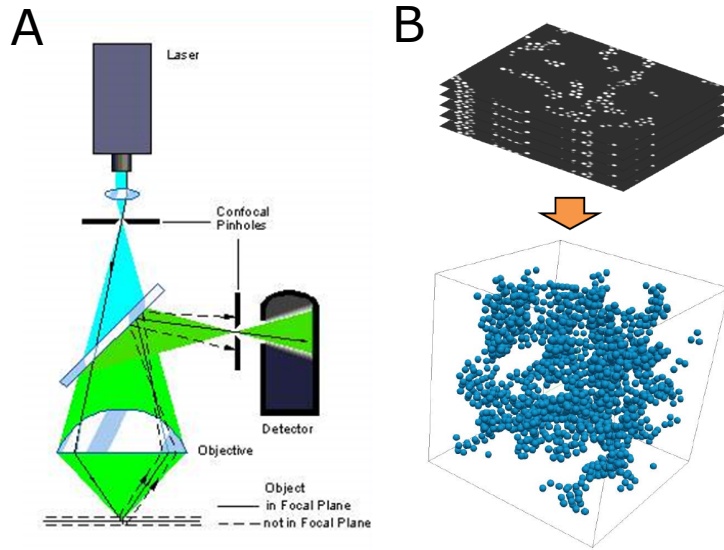 A
B
Laser
Confocal
Pinholes
Detector
Objective
Object
in Focal Plane
not in Focal Plane